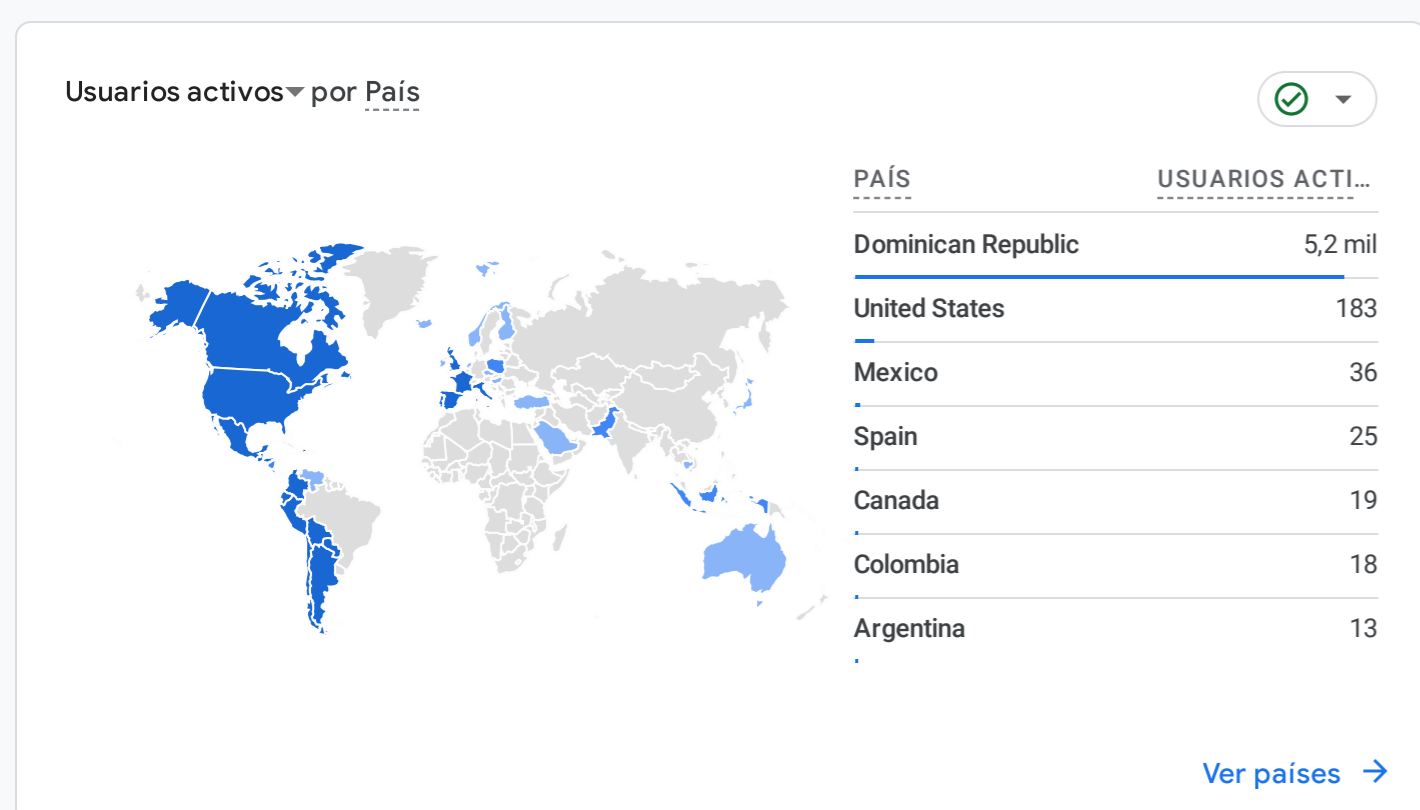 Usuarios activos por País
PAÍS USUARIOS ACTI...
Dominican Republic 5,2 mil
United States 183
Mexico 36
Spain 25
Canada 19
Colombia 18
Argentina 13
Ver países